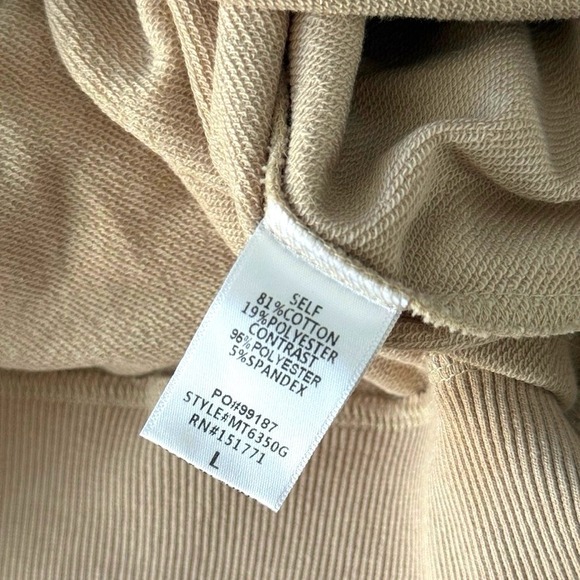 SELF
81%COTTON
19%POLYESTER
CONTRAST
95%POLYESTER
5%SPANDEX
PO#99187
STYLE#MT6350G
RN#151771
L